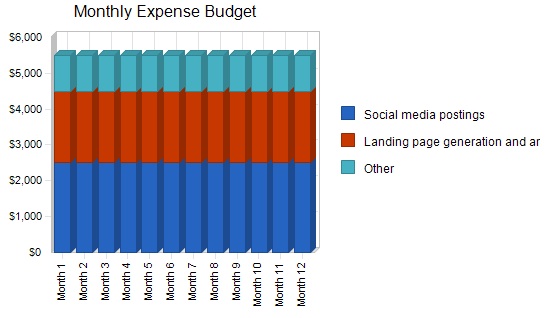 Monthly Expense Budget
$6,000
$5,000
$4,000
$3,000
$2,000
$1,000
$0
Month 1
Month 2
Month 3
Month 4
Month 5
Month 6
Month 7
Month 8
Month 9
Month 10
Month 11
Month 12
Social media postings
Landing page generation and ar
Other